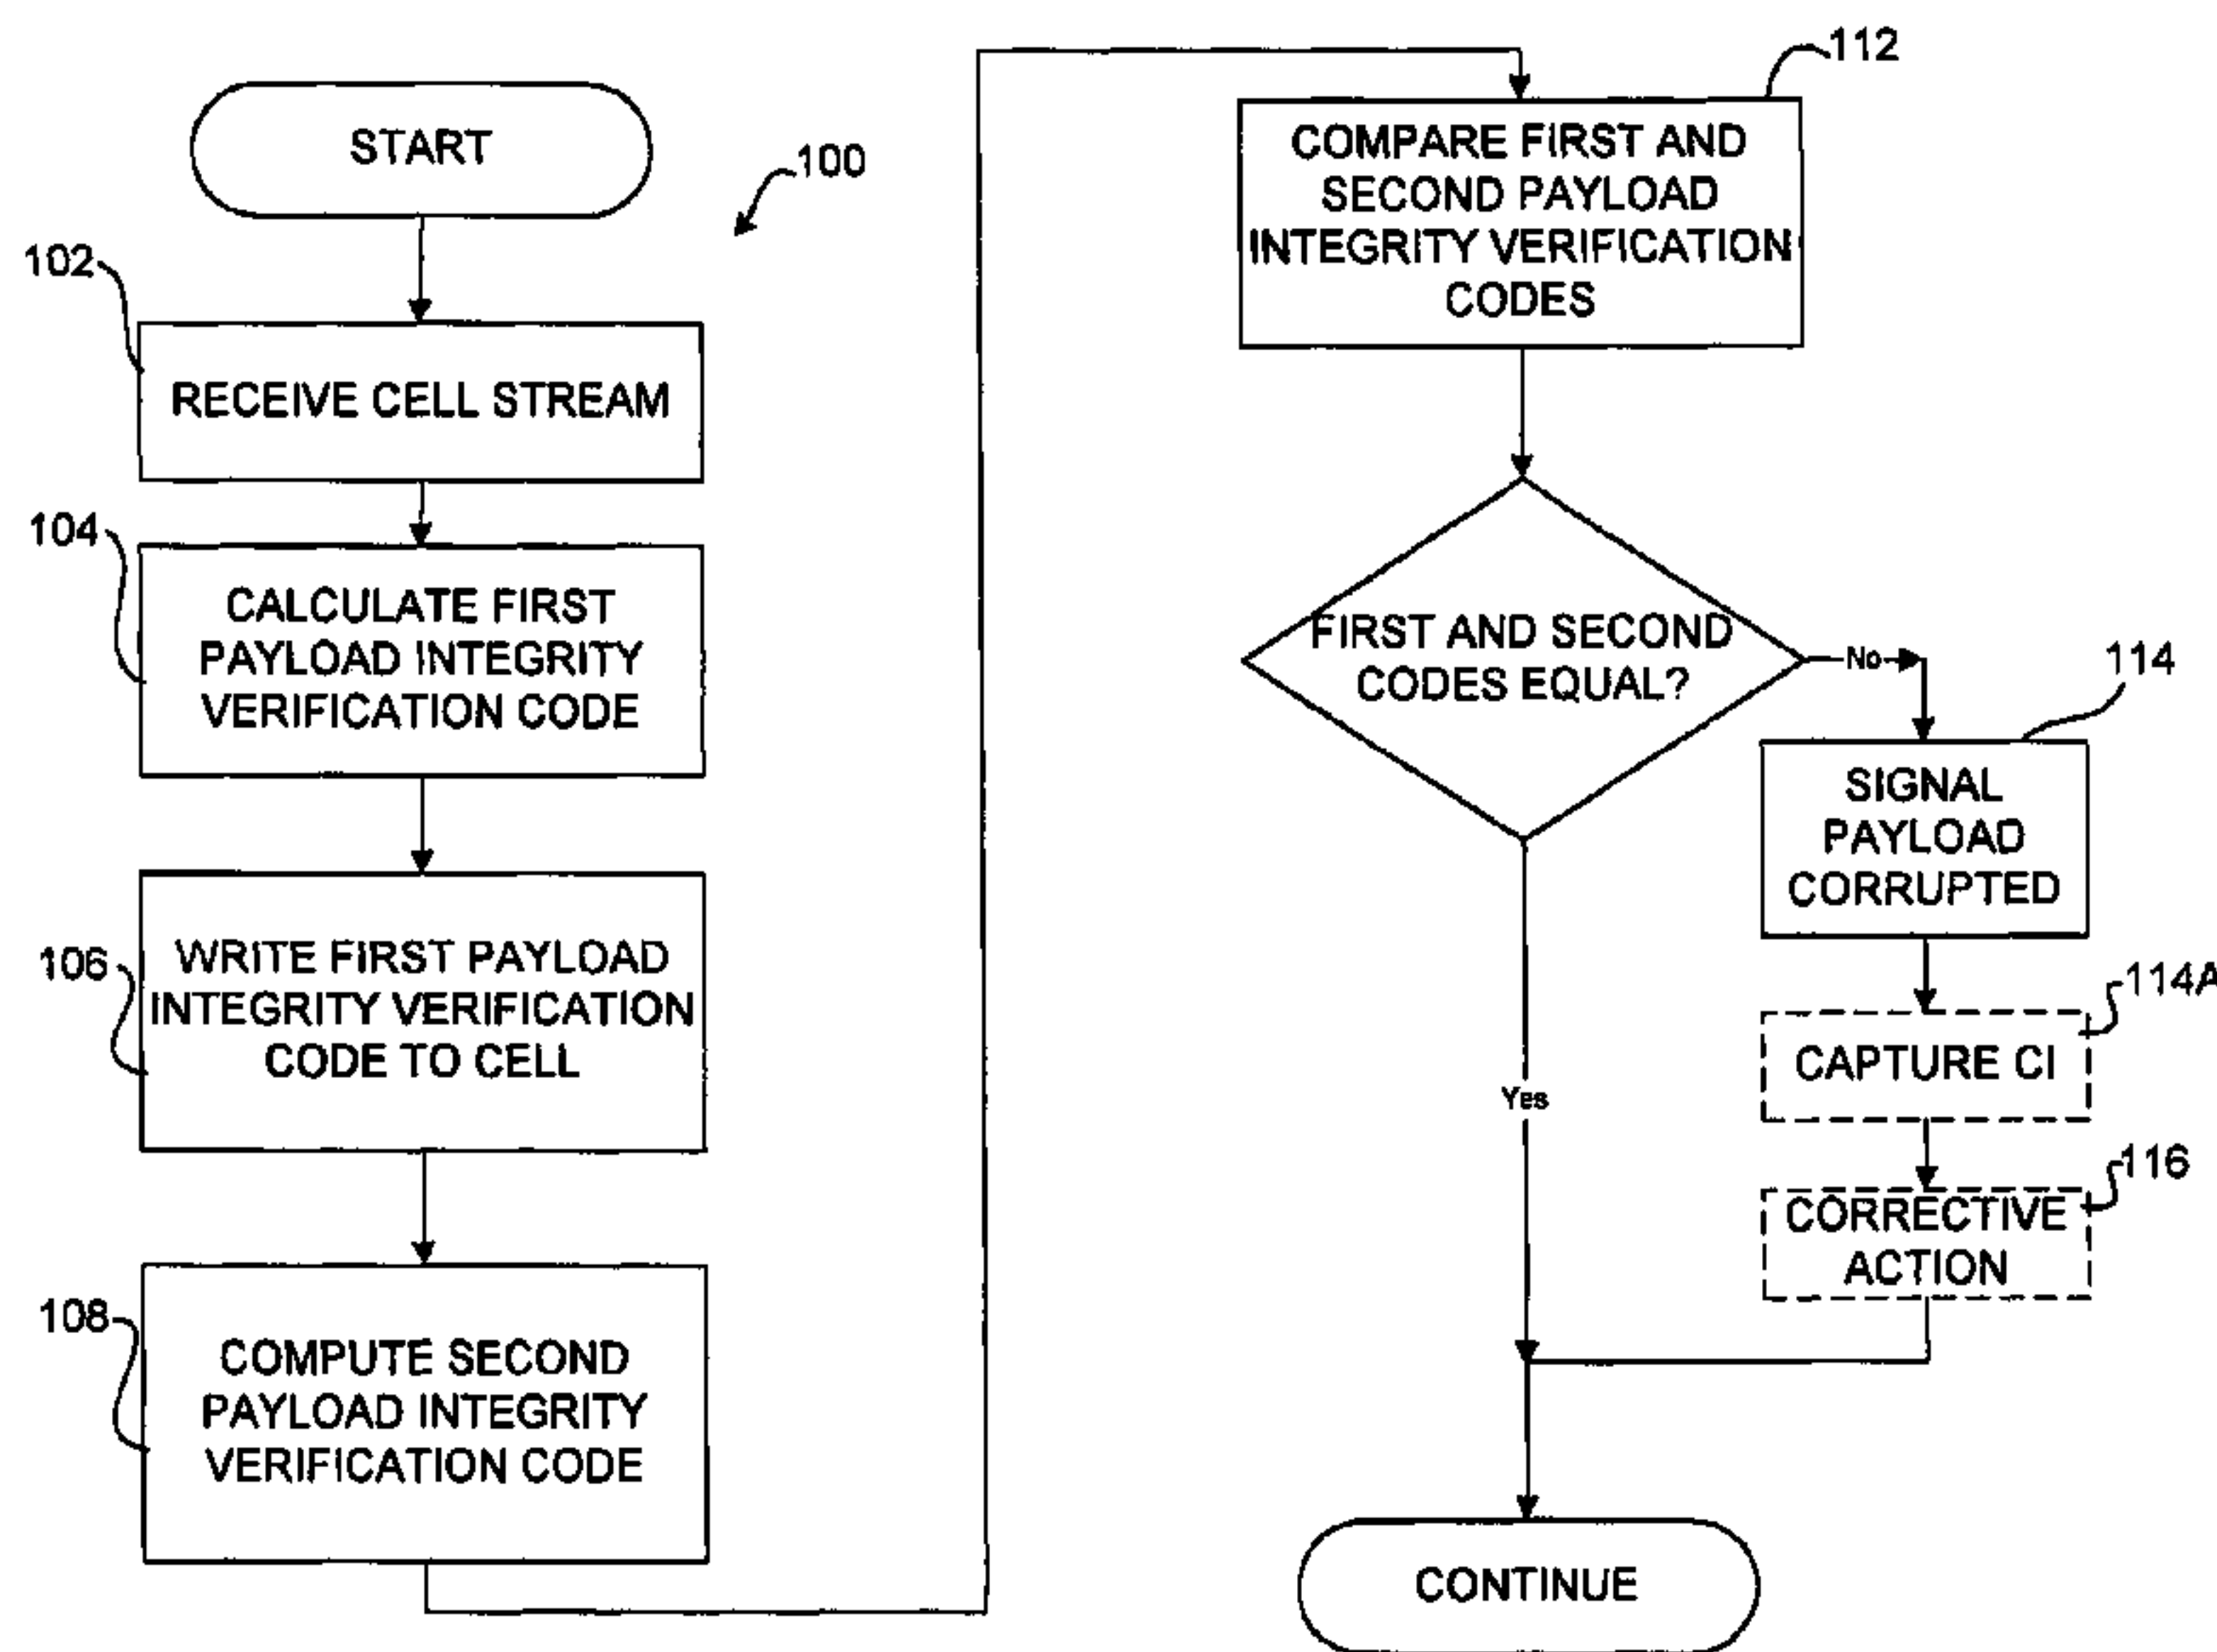 START
100
102
RECEIVE CELL STREAM
104
CALCULATE FIRST
PAYLOAD INTEGRITY
VERIFICATION CODE
106
WRITE FIRST PAYLOAD
INTEGRITY VERIFICATION
CODE TO CELL
108
COMPUTE SECOND
PAYLOAD INTEGRITY
VERIFICATION CODE
112
COMPARE FIRST AND
SECOND PAYLOAD
INTEGRITY VERIFICATION
CODES
FIRST AND SECOND
CODES EQUAL?
No
114
SIGNAL
PAYLOAD
CORRUPTED
114A
CAPTURE CI
Yes
116
CORRECTIVE
ACTION
CONTINUE